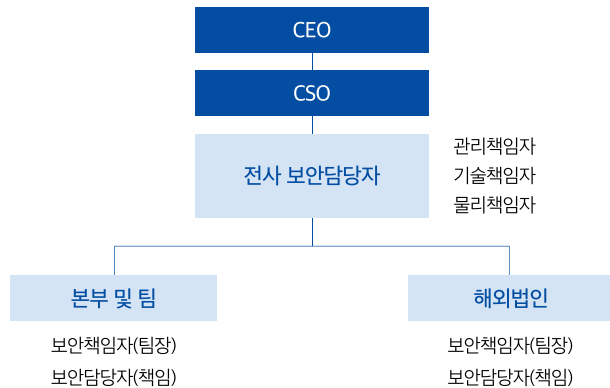 CEO
CSO
전사 보안담당자
관리책임자
기술책임자
물리책임자
본부 및 팀
보안책임자(팀장)
보안담당자(책임)
해외법인
보안책임자(팀장)
보안담당자(책임)